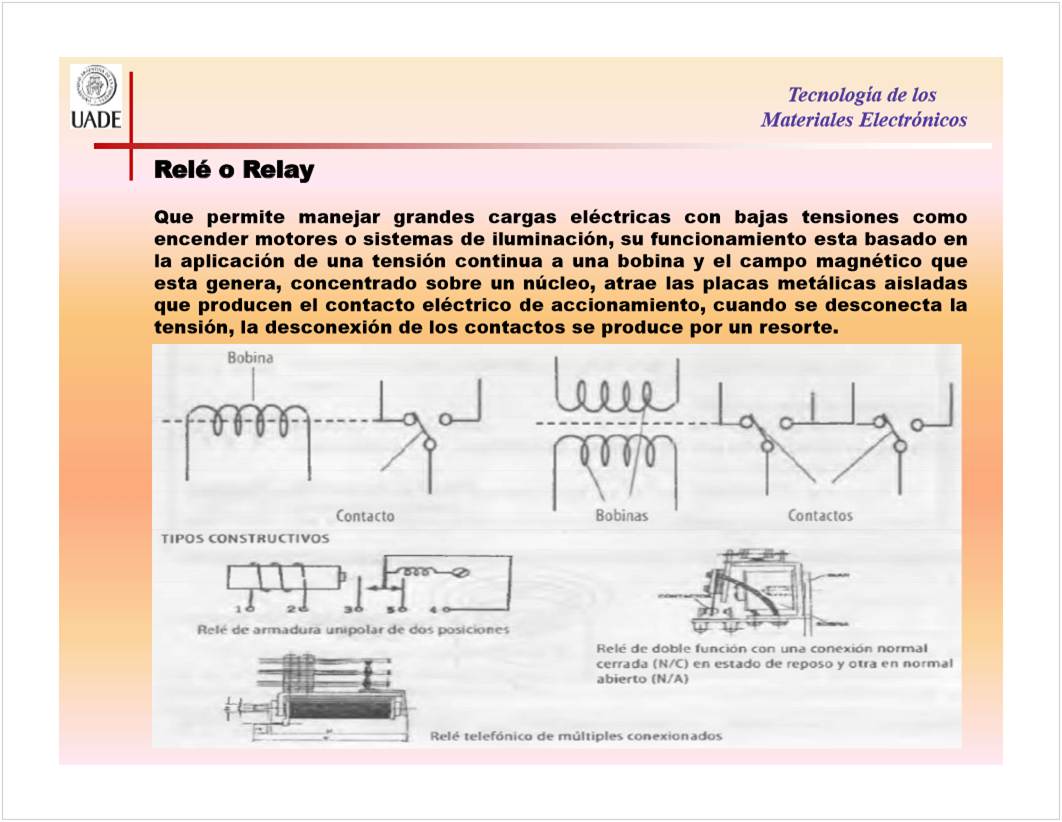 UADE
Tecnología de los
Materiales Electrónicos
Relé o Relay
Que permite manejar grandes cargas eléctricas con bajas tensiones como
encender motores o sistemas de iluminación, su funcionamiento esta basado en
la aplicación de una tensión continua a una bobina y el campo magnético que
esta genera, concentrado sobre un núcleo, atrae las placas metálicas aisladas
que producen el contacto eléctrico de accionamiento, cuando se desconecta la
tensión, la desconexión de los contactos se produce por un resorte.
Bobina
Contacto
Bobinas
Contactos
TIPOS CONSTRUCTIVOS
1 2 3 5 4
Relé de armadura unipolar de dos posiciones
CONTACTOS
BOBINA
Relé de doble función con una conexión normal
cerrada (N/C) en estado de reposo y otra en normal
abierto (N/A)
Relé telefónico de múltiples conexionados